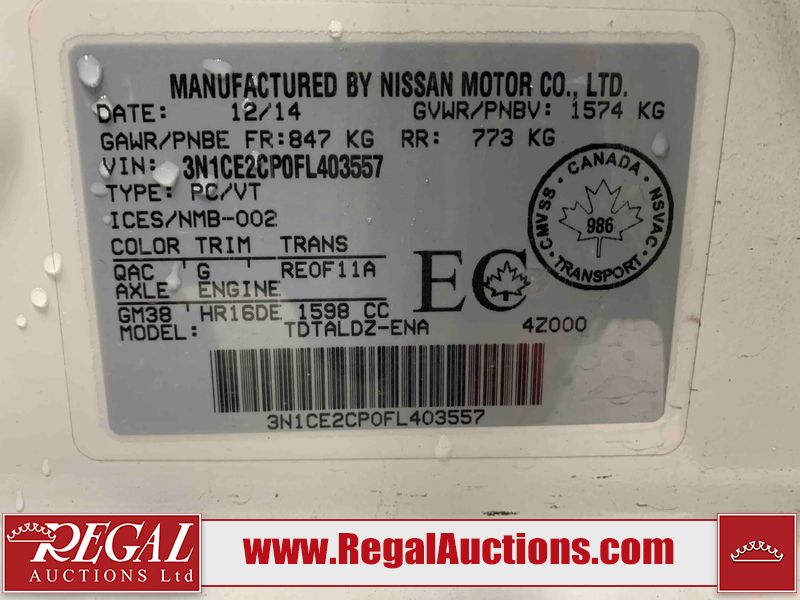 MANUFACTURED BY NISSAN MOTOR CO., LTD.
DATE: 12/14 GVWR/PNBV: 1574 KG
GAWR/PNBE FR:847 KG RR: 773 KG
VIN: 3N1CE2CP0FL403557
TYPE: PC/VT
ICES/NMB-002
COLOR TRIM TRANS
QAC G RE0F11A
AXLE ENGINE
GM38 HR16DE 1598 CC
MODEL: TDTALDZ-ENA 4Z000
EC
CANADA
CMVSS NSVAC
986
TRANSPORT
3N1CE2CP0FL403557
REGAL
AUCTIONS Ltd
www.RegalAuctions.com